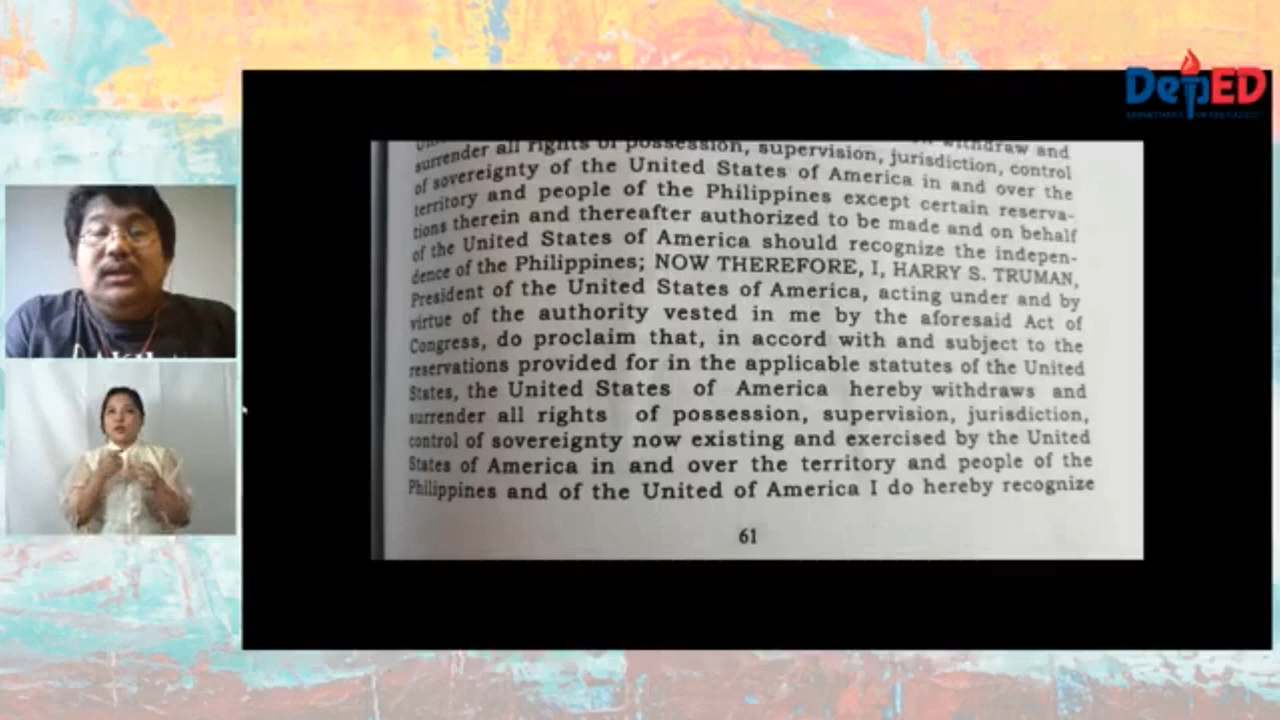 DepED
withdraw and
surrender all rights of possession, supervision, jurisdiction, control
of sovereignty of the United States of America in and over the
territory and people of the Philippines except certain reserva-
tions therein and thereafter authorized to be made and on behalf
of the United States of America should recognize the indepen-
dence of the Philippines; NOW THEREFORE, I, HARRY S. TRUMAN,
President of the United States of America, acting under and by
virtue of the authority vested in me by the aforesaid Act of
Congress, do proclaim that, in accord with and subject to the
reservations provided for in the applicable statutes of the United
States, the United States of America hereby withdraws and
surrender all rights of possession, supervision, jurisdiction,
control of sovereignty now existing and exercised by the United
States of America in and over the territory and people of the
Philippines and of the United of America I do hereby recognize
61